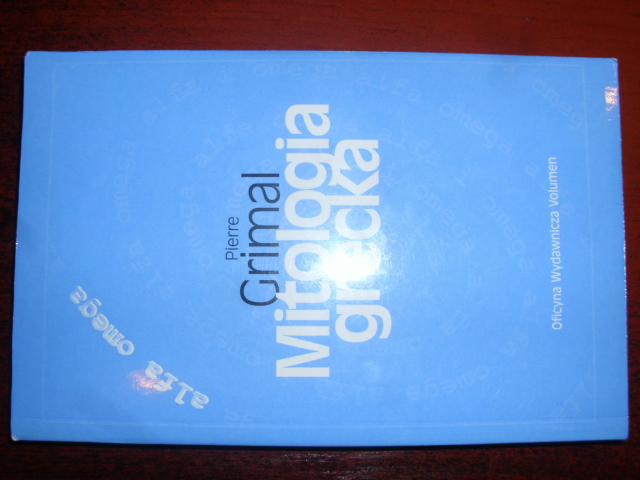 alfa omega
Pierre
Grimal
Mitologia
grecka
Oficyna Wydawnicza Volumen